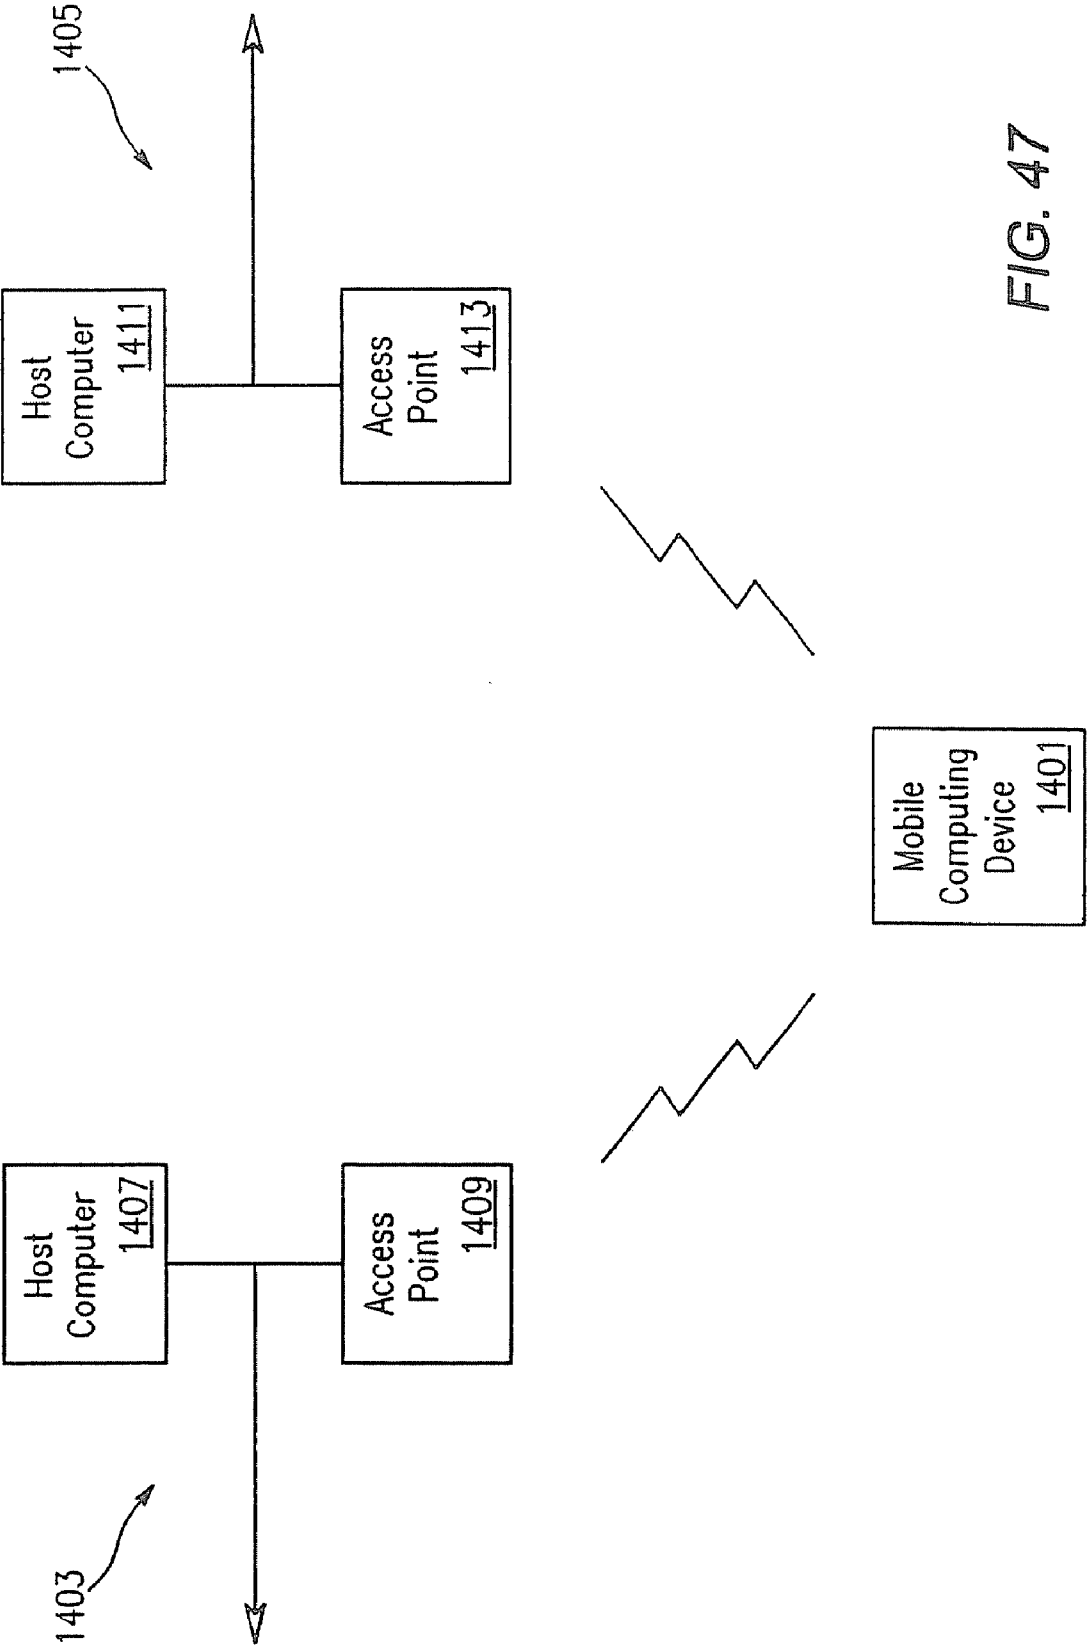 1403
1405
Host
Computer
1407
Host
Computer
1411
Access
Point
1409
Access
Point
1413
Mobile
Computing
Device
1401
FIG. 47